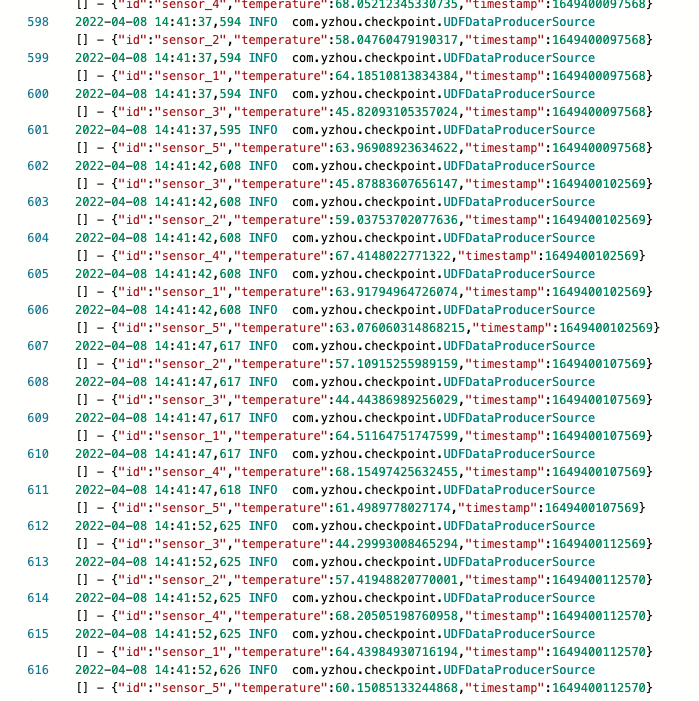 [] – {"id":"sensor_4","temperature":68.05212345330735,"timestamp":1649400097568}
598 2022-04-08 14:41:37,594 INFO com.yzhou.checkpoint.UDFDataProducerSource
[] – {"id":"sensor_2","temperature":58.04760479190317,"timestamp":1649400097568}
599 2022-04-08 14:41:37,594 INFO com.yzhou.checkpoint.UDFDataProducerSource
[] – {"id":"sensor_1","temperature":64.18510813834384,"timestamp":1649400097568}
600 2022-04-08 14:41:37,594 INFO com.yzhou.checkpoint.UDFDataProducerSource
[] – {"id":"sensor_3","temperature":45.82093105357024,"timestamp":1649400097568}
601 2022-04-08 14:41:37,595 INFO com.yzhou.checkpoint.UDFDataProducerSource
[] – {"id":"sensor_5","temperature":63.96908923634622,"timestamp":1649400097568}
602 2022-04-08 14:41:42,608 INFO com.yzhou.checkpoint.UDFDataProducerSource
[] – {"id":"sensor_3","temperature":45.87883607656147,"timestamp":1649400102569}
603 2022-04-08 14:41:42,608 INFO com.yzhou.checkpoint.UDFDataProducerSource
[] – {"id":"sensor_2","temperature":59.03753702077636,"timestamp":1649400102569}
604 2022-04-08 14:41:42,608 INFO com.yzhou.checkpoint.UDFDataProducerSource
[] – {"id":"sensor_4","temperature":67.4148022771322,"timestamp":1649400102569}
605 2022-04-08 14:41:42,608 INFO com.yzhou.checkpoint.UDFDataProducerSource
[] – {"id":"sensor_1","temperature":63.91794964726074,"timestamp":1649400102569}
606 2022-04-08 14:41:42,608 INFO com.yzhou.checkpoint.UDFDataProducerSource
[] – {"id":"sensor_5","temperature":63.076060314868215,"timestamp":1649400102569}
607 2022-04-08 14:41:47,617 INFO com.yzhou.checkpoint.UDFDataProducerSource
[] – {"id":"sensor_2","temperature":57.10915255989159,"timestamp":1649400107569}
608 2022-04-08 14:41:47,617 INFO com.yzhou.checkpoint.UDFDataProducerSource
[] – {"id":"sensor_3","temperature":44.44386989256029,"timestamp":1649400107569}
609 2022-04-08 14:41:47,617 INFO com.yzhou.checkpoint.UDFDataProducerSource
[] – {"id":"sensor_1","temperature":64.51164751747599,"timestamp":1649400107569}
610 2022-04-08 14:41:47,617 INFO com.yzhou.checkpoint.UDFDataProducerSource
[] – {"id":"sensor_4","temperature":68.15497425632455,"timestamp":1649400107569}
611 2022-04-08 14:41:47,618 INFO com.yzhou.checkpoint.UDFDataProducerSource
[] – {"id":"sensor_5","temperature":61.4989778027174,"timestamp":1649400107569}
612 2022-04-08 14:41:52,625 INFO com.yzhou.checkpoint.UDFDataProducerSource
[] – {"id":"sensor_3","temperature":44.29993008465294,"timestamp":1649400112569}
613 2022-04-08 14:41:52,625 INFO com.yzhou.checkpoint.UDFDataProducerSource
[] – {"id":"sensor_2","temperature":57.41948820770001,"timestamp":1649400112570}
614 2022-04-08 14:41:52,625 INFO com.yzhou.checkpoint.UDFDataProducerSource
[] – {"id":"sensor_4","temperature":68.20505198760958,"timestamp":1649400112570}
615 2022-04-08 14:41:52,625 INFO com.yzhou.checkpoint.UDFDataProducerSource
[] – {"id":"sensor_1","temperature":64.43984930716194,"timestamp":1649400112570}
616 2022-04-08 14:41:52,626 INFO com.yzhou.checkpoint.UDFDataProducerSource
[] – {"id":"sensor_5","temperature":60.15085133244868,"timestamp":1649400112570}